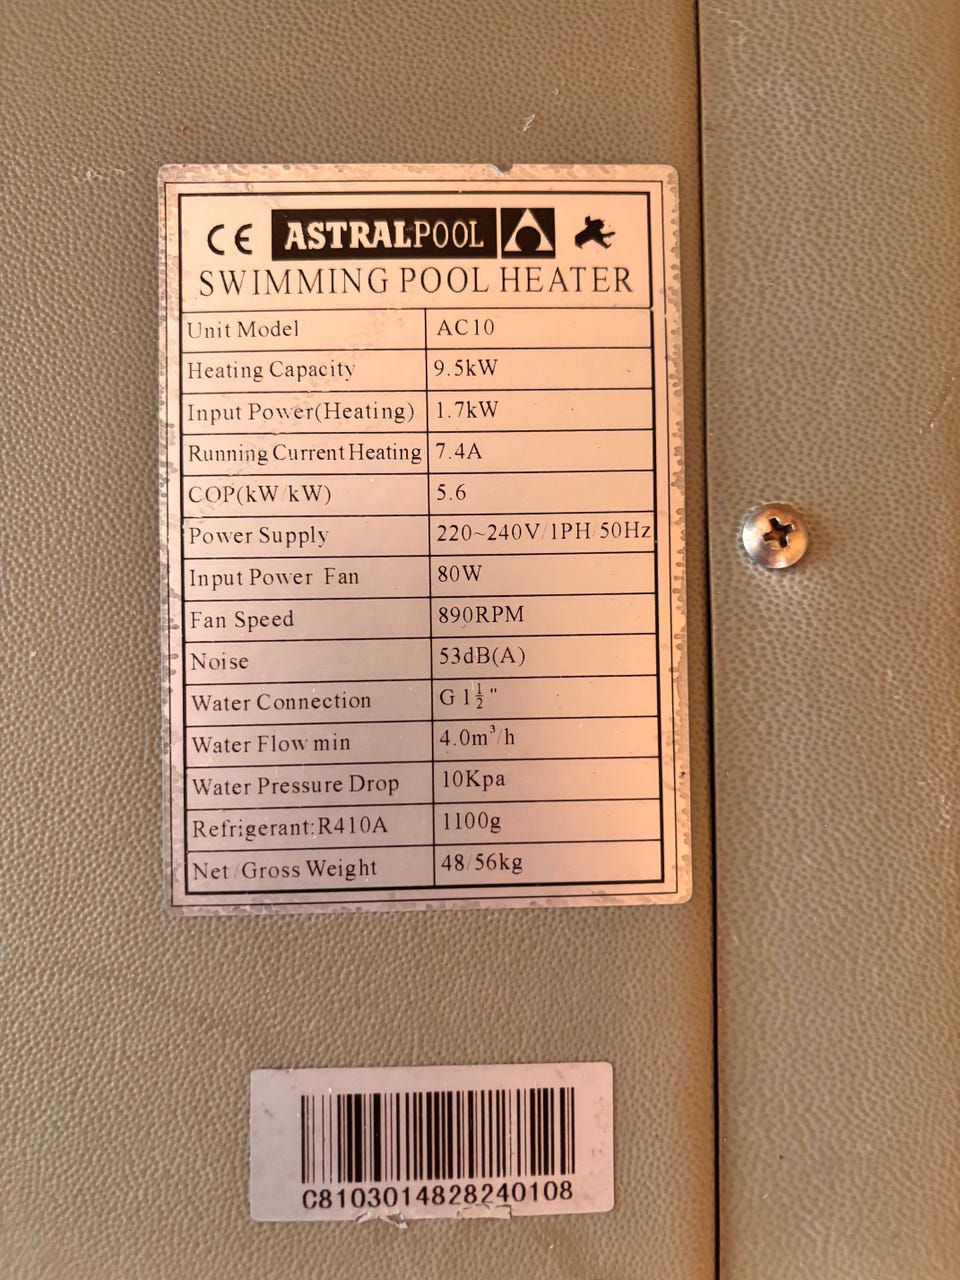 CE ASTRALPOOL
SWIMMING POOL HEATER
Unit Model AC10
Heating Capacity 9.5kW
Input Power(Heating) 1.7kW
Running Current Heating 7.4A
COP(kW/kW) 5.6
Power Supply 220~240V/1PH/50Hz
Input Power Fan 80W
Fan Speed 890RPM
Noise 53dB(A)
Water Connection G 1½"
Water Flow min 4.0m³/h
Water Pressure Drop 10Kpa
Refrigerant:R410A 1100g
Net/Gross Weight 48/56kg
C8103014828240108